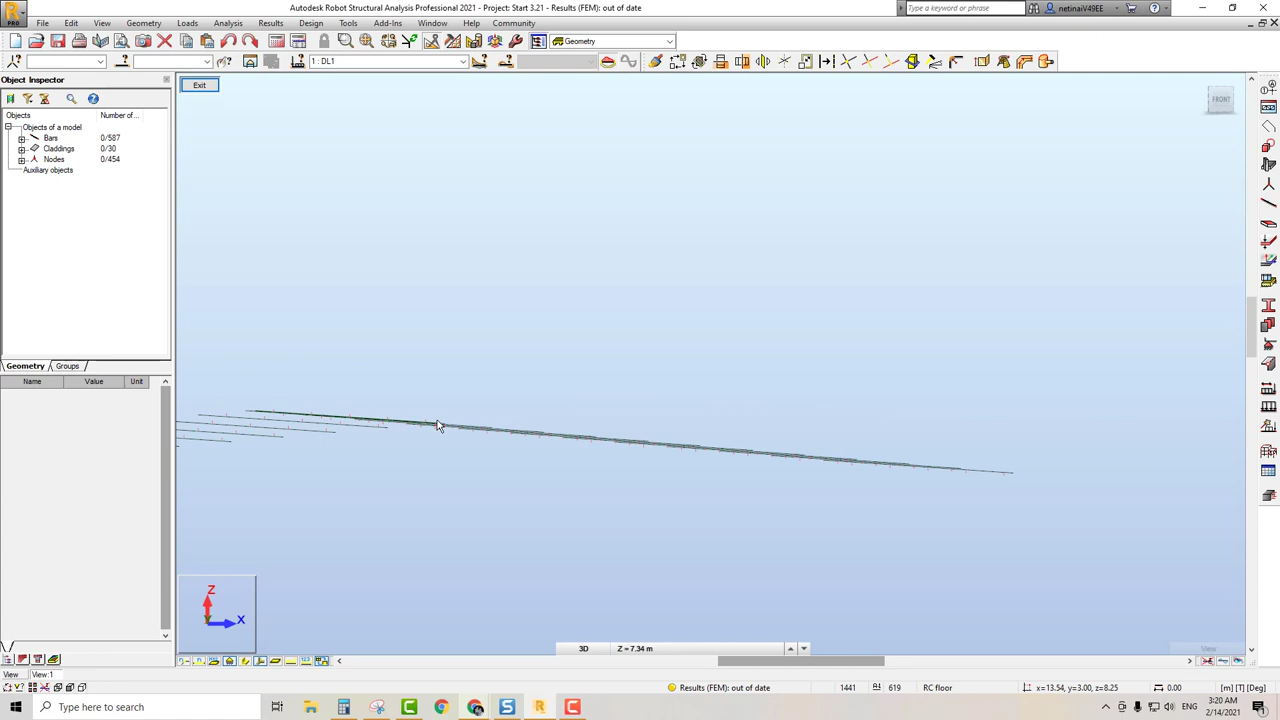 Autodesk Robot Structural Analysis Professional 2021 - Project: Start 3.21 - Results (FEM): out of date
Type a keyword or phrase
netinaiV49EE
PRO
File Edit View Geometry Loads Analysis Results Design Tools Add-Ins Window Help Community
Geometry
1 : DL1
Object Inspector
Exit
FRONT
Objects Number of...
Objects of a model
Bars 0/587
Claddings 0/30
Nodes 0/454
Auxiliary objects
Geometry Groups
Name Value Unit
Z
X
3D Z = 7.34 m
View
View View:1
Results (FEM): out of date 1441 619 RC floor x=13.54, y=3.00, z=8.25 0.00 [m] [T] [Deg]
Type here to search
ENG 3:20 AM
2/14/2021